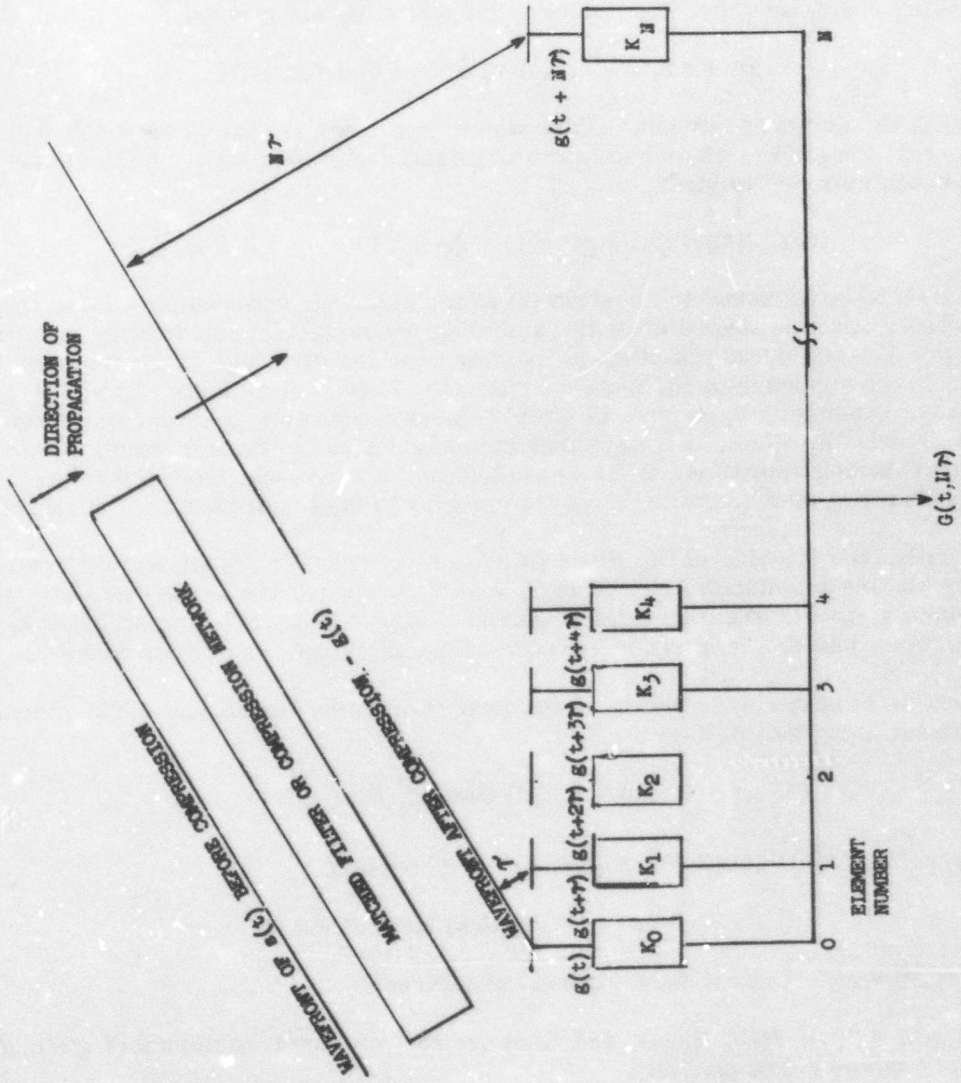 DIRECTION OF
PROPAGATION
WAVEFRONT OF s(t) BEFORE COMPRESSION
MATCHED FILTER OR COMPRESSION NETWORK
WAVEFRONT AFTER COMPRESSION - g(t)
Nτ
τ
g(t) g(t+τ) g(t+2τ) g(t+3τ) g(t+4τ)
g(t + Nτ)
K0 K1 K2 K3 K4
K N
0 1 2 3 4 N
ELEMENT
NUMBER
G(t,Nτ)